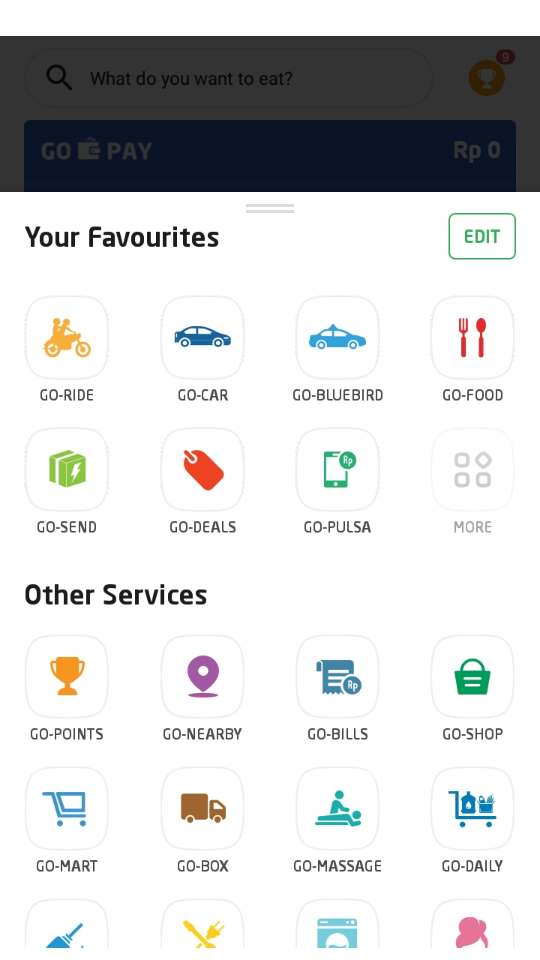 What do you want to eat?
9
GO PAY Rp 0
Your Favourites
EDIT
GO-RIDE GO-CAR GO-BLUEBIRD GO-FOOD
Rp
GO-SEND GO-DEALS GO-PULSA MORE
Other Services
Rp
GO-POINTS GO-NEARBY GO-BILLS GO-SHOP
GO-MART GO-BOX GO-MASSAGE GO-DAILY